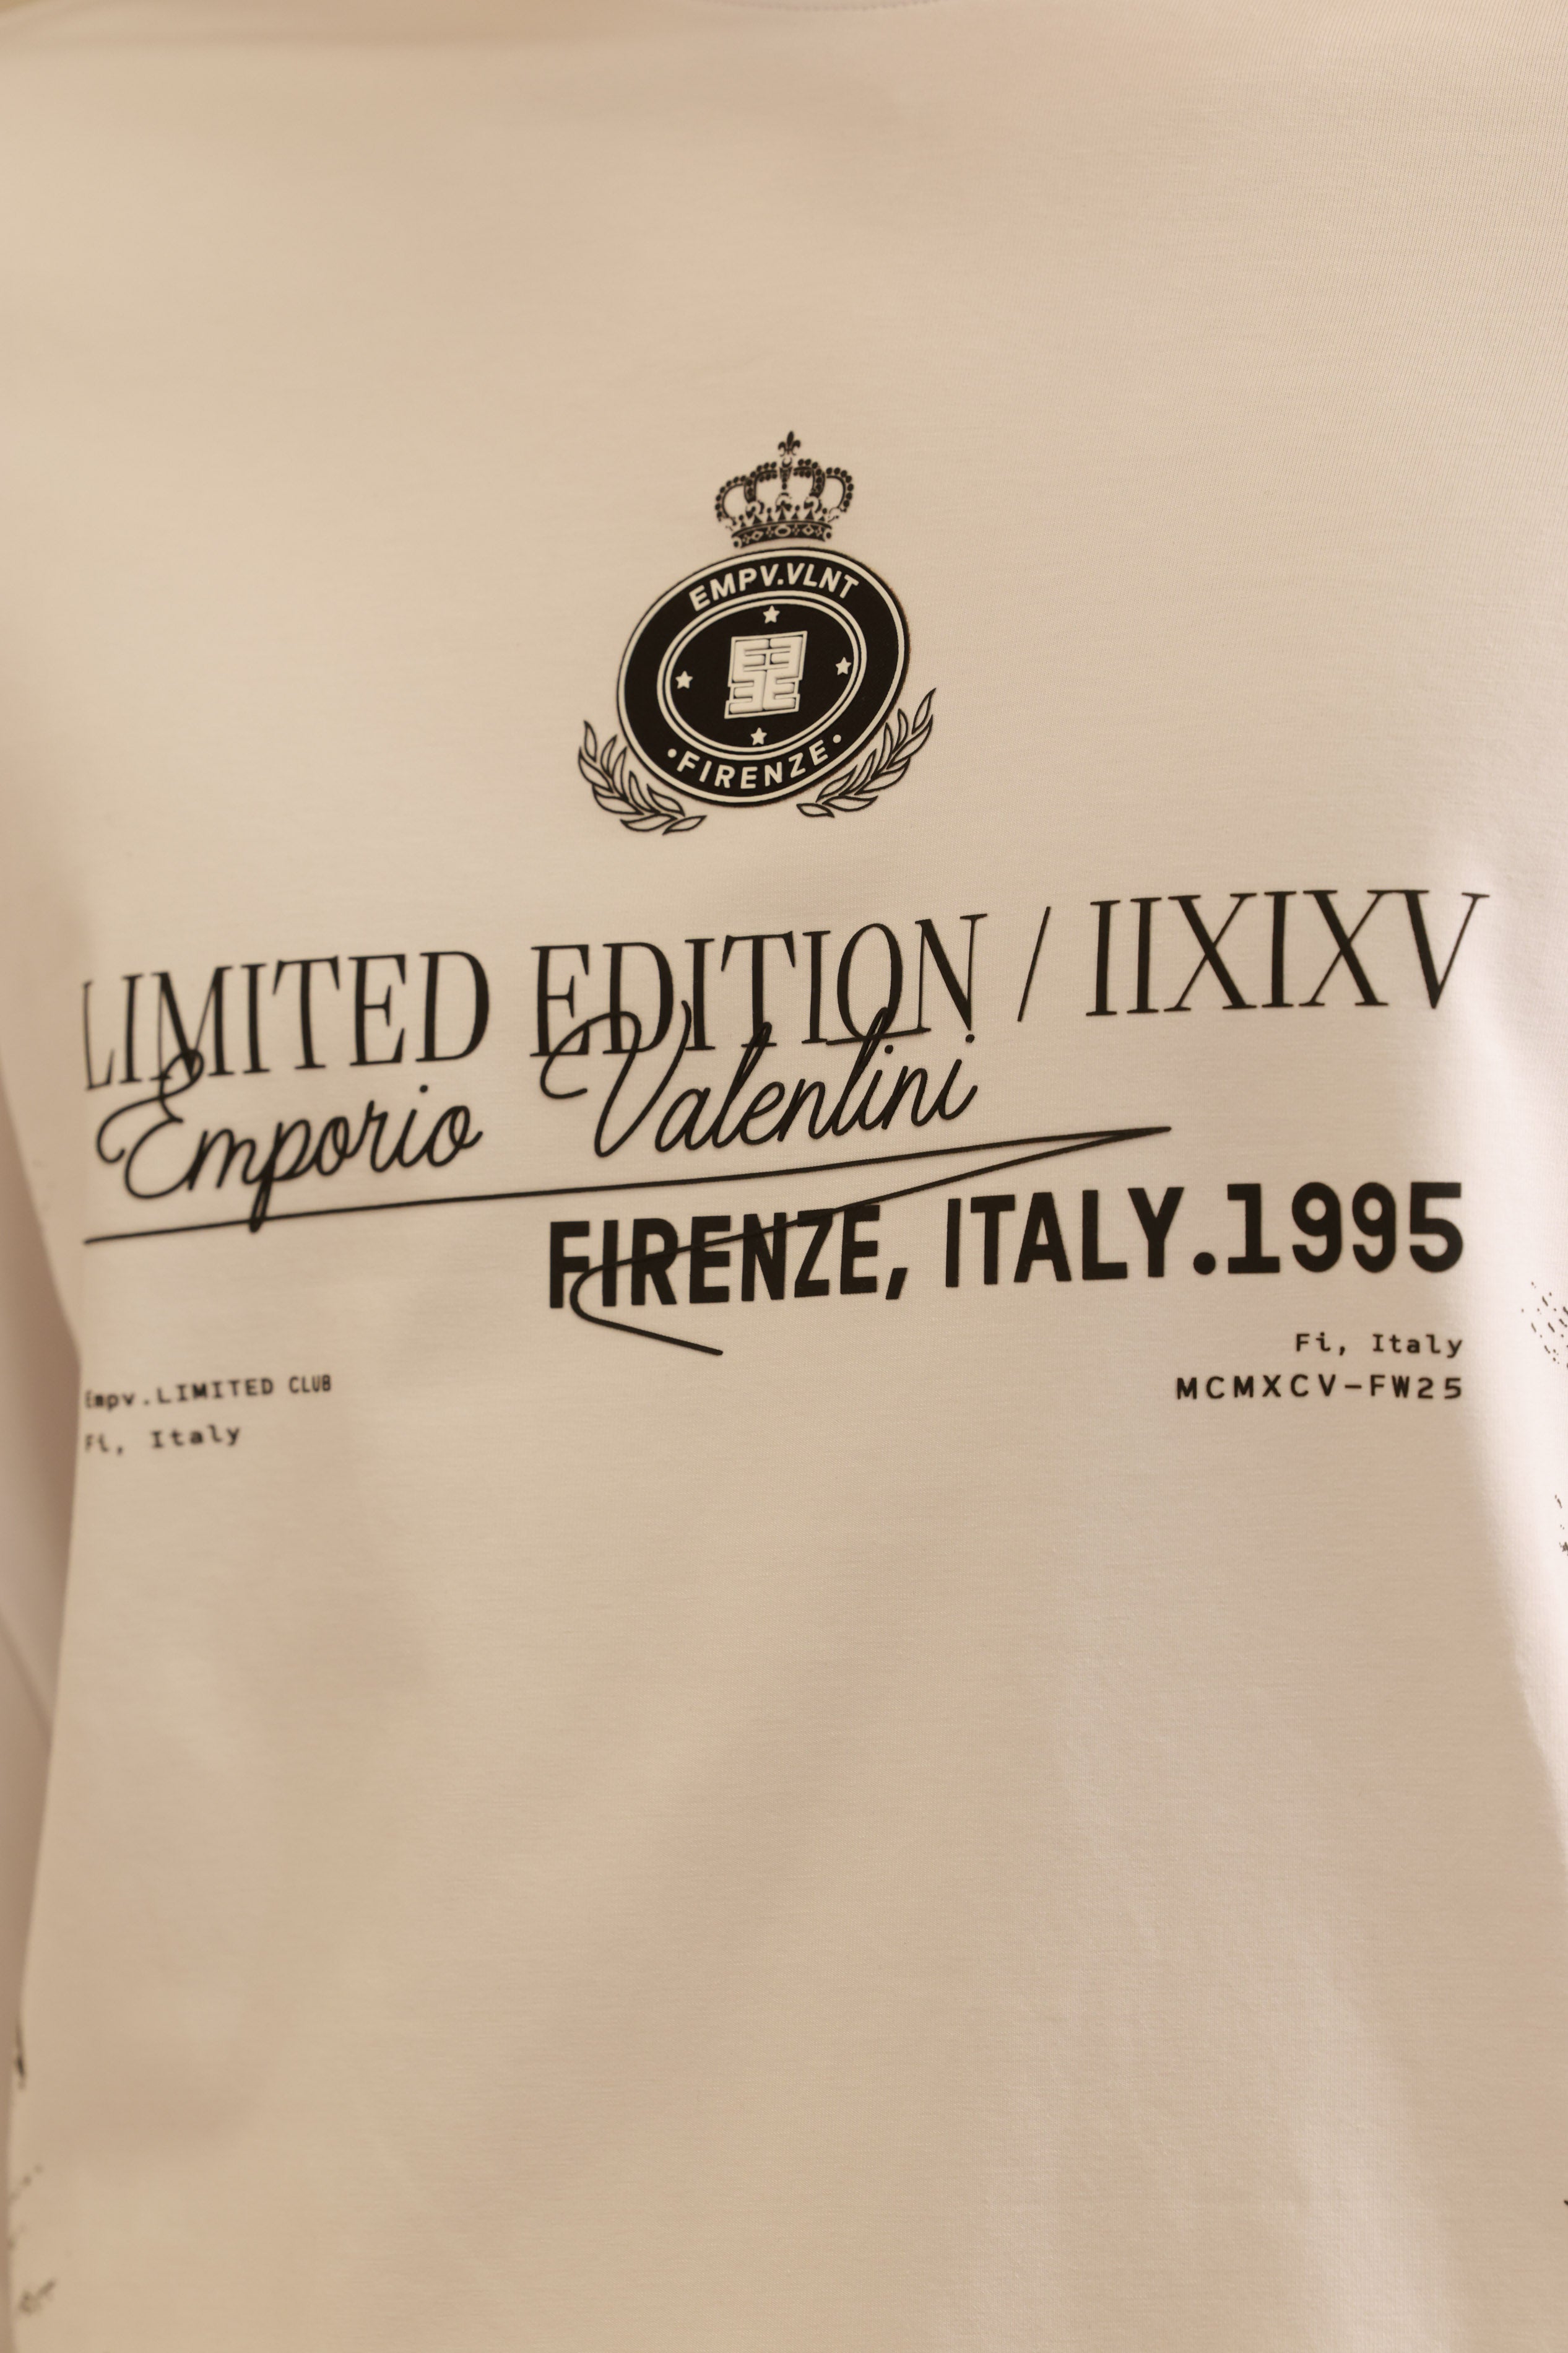 EMPV.VLNT
•FIRENZE•
LIMITED EDITION / IIXIXV
Emporio Valentini
FIRENZE, ITALY.1995
Fi, Italy
MCMXCV-FW25
Empv.LIMITED CLUB
Fi, Italy